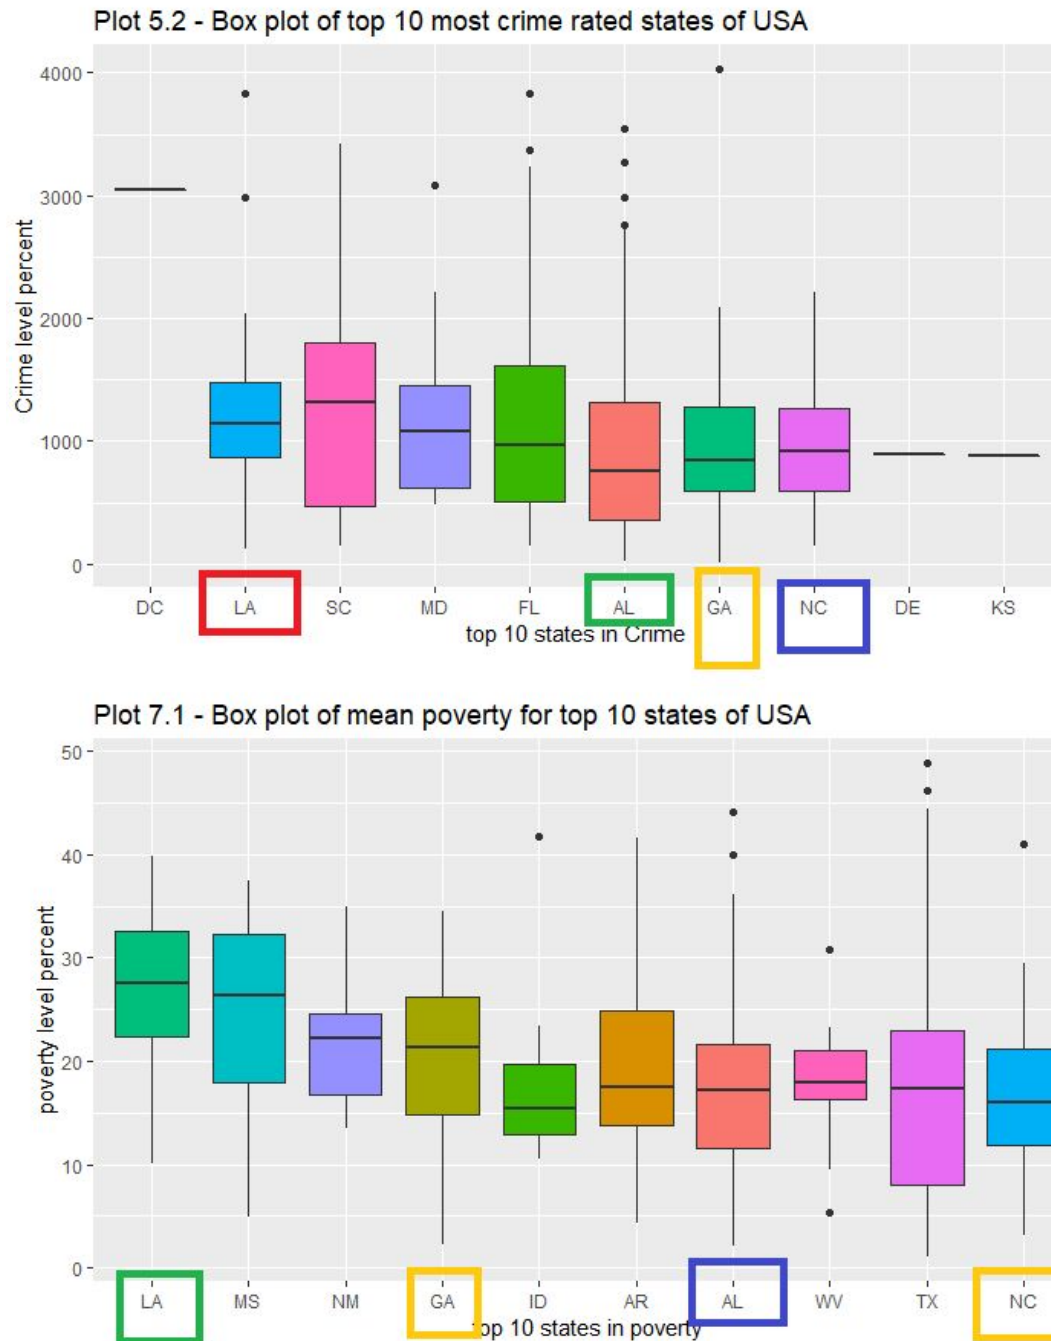 Plot 5.2 - Box plot of top 10 most crime rated states of USA
Crime level percent
4000
3000
2000
1000
0
DC LA SC MD FL AL GA NC DE KS
top 10 states in Crime
Plot 7.1 - Box plot of mean poverty for top 10 states of USA
poverty level percent
50
40
30
20
10
0
LA MS NM GA ID AR AL WV TX NC
top 10 states in poverty